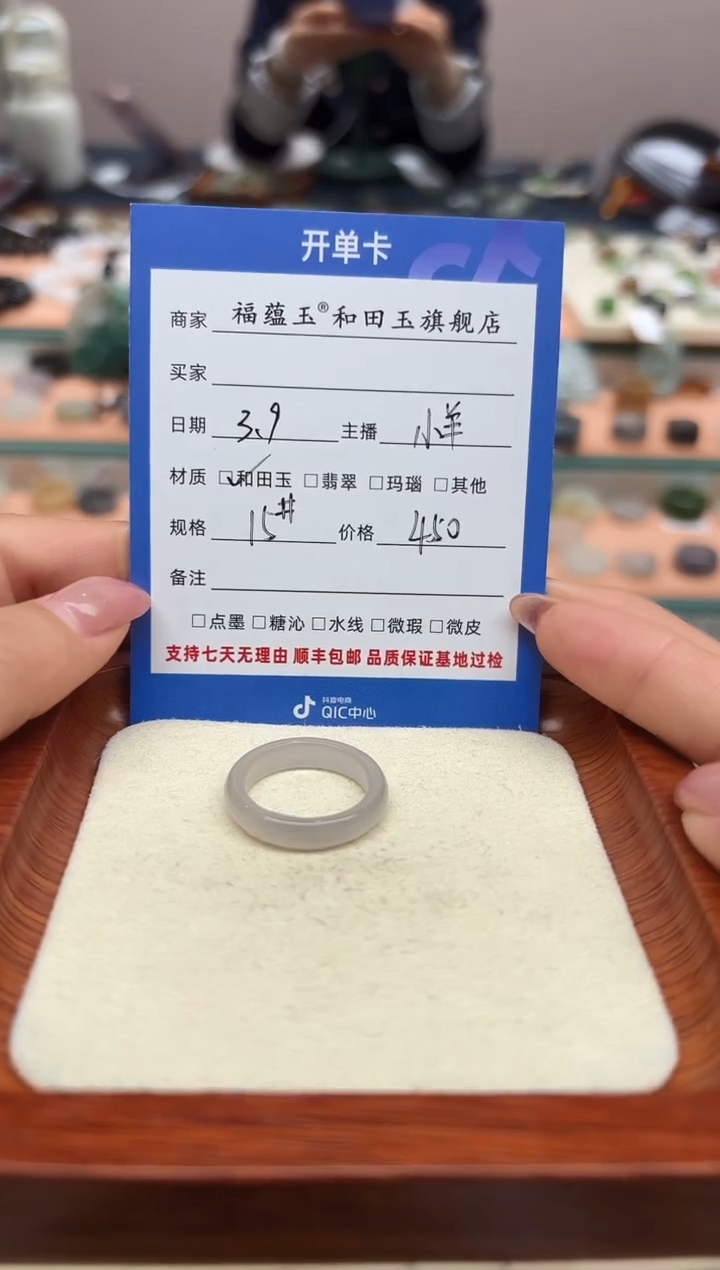 开单卡
商家 福蕴玉®和田玉旗舰店
买家
日期 3.9 主播 小羊
材质 ☑和田玉 □翡翠 □玛瑙 □其他
规格 15# 价格 450
备注
□点墨 □糖沁 □水线 □微瑕 □微皮
支持七天无理由 顺丰包邮 品质保证基地过检
抖音电商
QIC中心